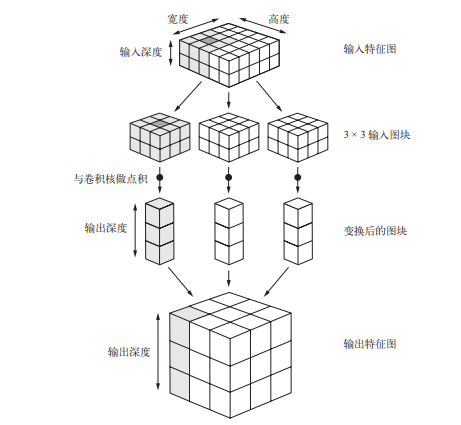 宽度
高度
输入深度
输入特征图
3 × 3 输入图块
与卷积核做点积
输出深度
变换后的图块
输出深度
输出特征图